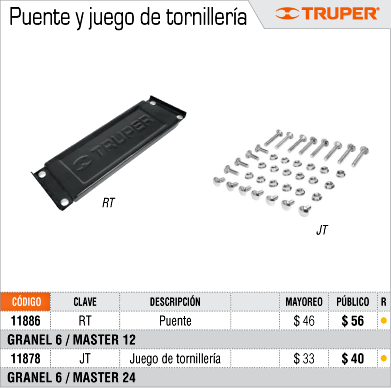 Puente y juego de tornillería
TRUPER
TRUPER
RT
JT
CÓDIGO CLAVE DESCRIPCIÓN MAYOREO PÚBLICO R
11886 RT Puente $ 46 $ 56
GRANEL 6 / MASTER 12
11878 JT Juego de tornillería $ 33 $ 40
GRANEL 6 / MASTER 24